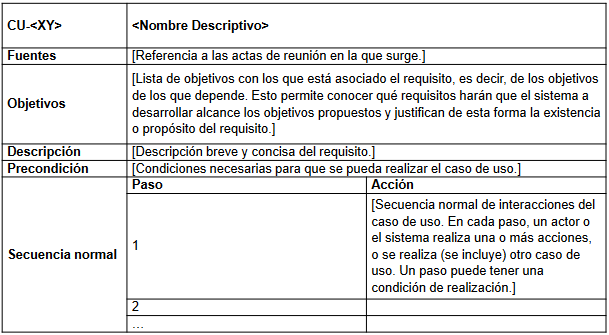 CU-<XY>
<Nombre Descriptivo>
Fuentes
[Referencia a las actas de reunión en la que surge.]
Objetivos
[Lista de objetivos con los que está asociado el requisito, es decir, de los objetivos
de los que depende. Esto permite conocer qué requisitos harán que el sistema a
desarrollar alcance los objetivos propuestos y justifican de esta forma la existencia
o propósito del requisito.]
Descripción
[Descripción breve y concisa del requisito.]
Precondición
[Condiciones necesarias para que se pueda realizar el caso de uso.]
Secuencia normal
Paso
Acción
1
[Secuencia normal de interacciones del
caso de uso. En cada paso, un actor o
el sistema realiza una o más acciones,
o se realiza (se incluye) otro caso de
uso. Un paso puede tener una
condición de realización.]
2
...